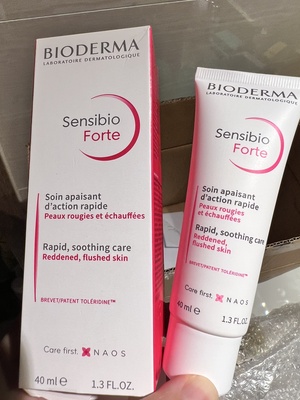 BIODERMA
LABORATOIRE DERMATOLOGIQUE
Sensibio
Forte
Soin apaisant
d'action rapide
Peaux rougies et échauffées
Rapid, soothing care
Reddened, flushed skin
BREVET/PATENT TOLÉRIDINE™
Care first. NAOS
40 ml e 1.3 FL.OZ.
BIODERMA
LABORATOIRE DERMATOLOGIQUE
Sensibio
Forte
Soin apaisant
d'action rapide
Peaux rougies
et échauffées
Rapid, soothing care
Reddened,
flushed skin
BREVET/PATENT TOLÉRIDINE™
Care first. NAOS
40 ml e 1.3 FL.OZ.